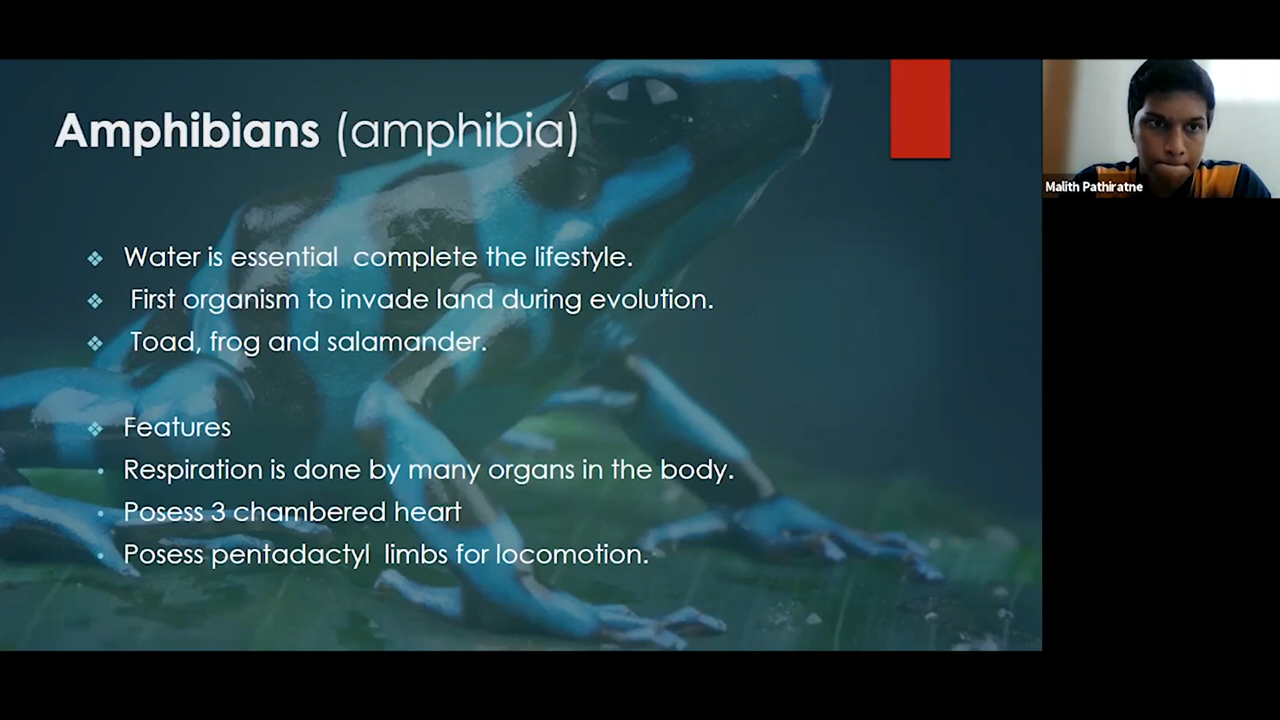 Amphibians (amphibia)
Water is essential complete the lifestyle.
First organism to invade land during evolution.
Toad, frog and salamander.
Features
Respiration is done by many organs in the body.
Posess 3 chambered heart
Posess pentadactyl limbs for locomotion.
Malith Pathiratne